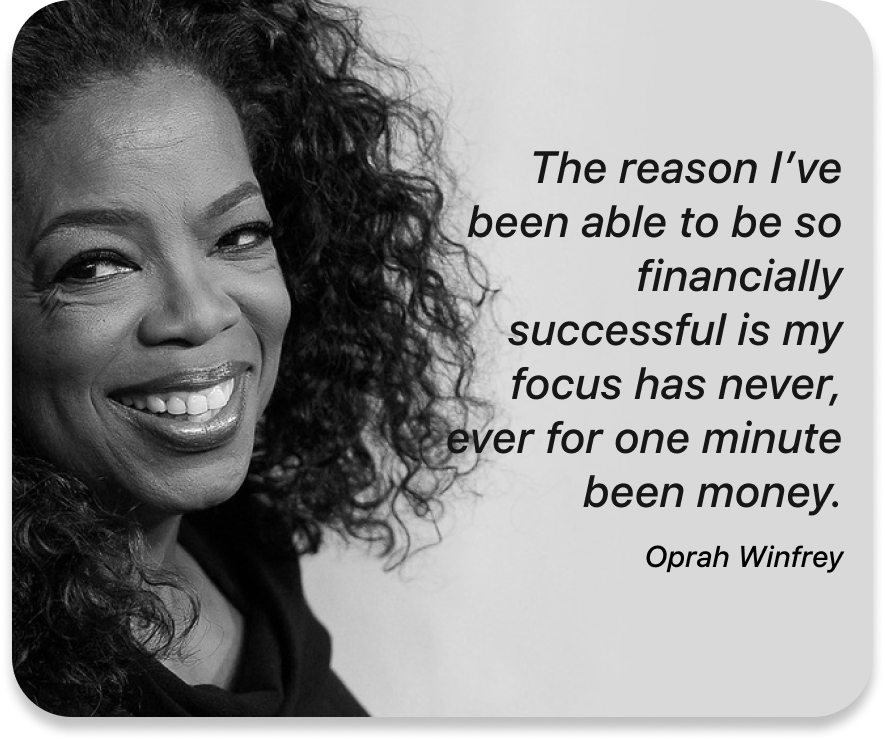 The reason I’ve
been able to be so
financially
successful is my
focus has never,
ever for one minute
been money.
Oprah Winfrey